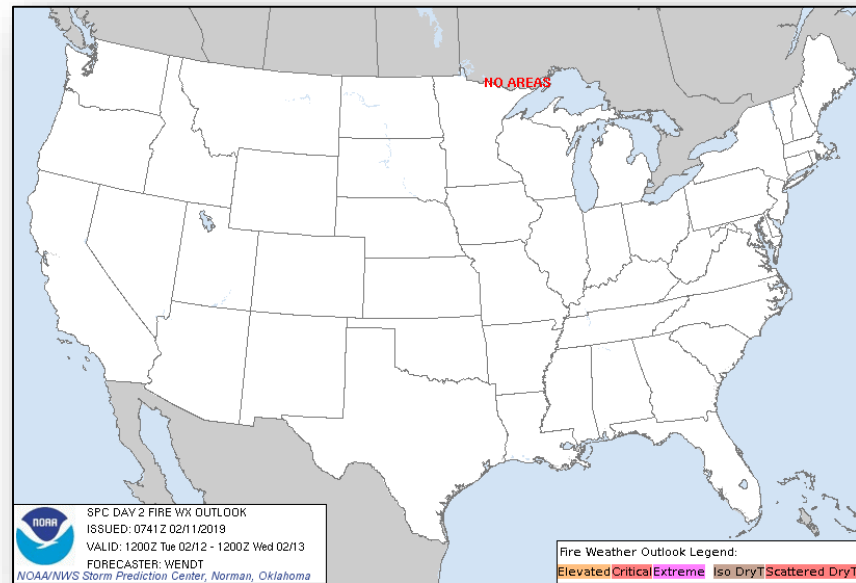 NO AREAS
NOAA
SPC DAY 2 FIRE WX OUTLOOK
ISSUED: 0741Z 02/11/2019
VALID: 1200Z Tue 02/12 - 1200Z Wed 02/13
FORECASTER: WENDT
NOAA/NWS Storm Prediction Center, Norman, Oklahoma
Fire Weather Outlook Legend:
Elevated Critical Extreme Iso DryT Scattered DryT